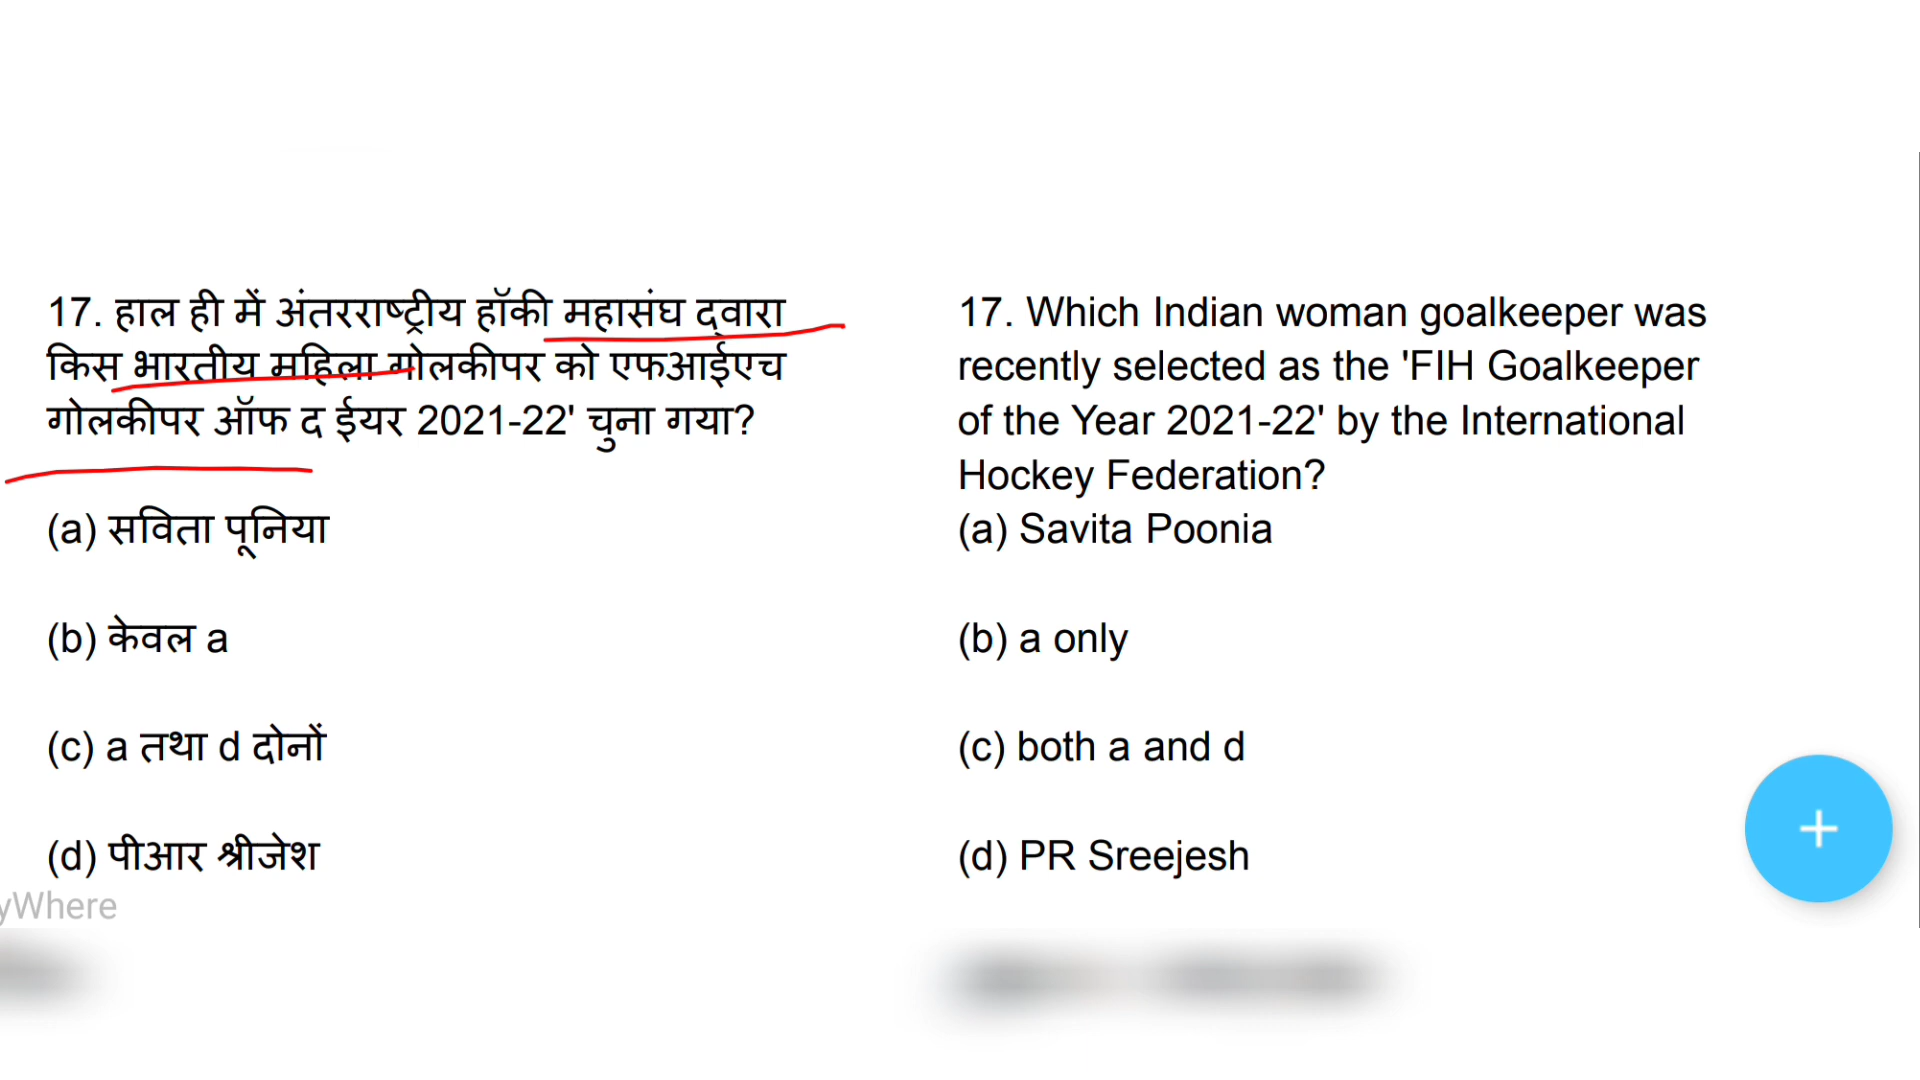 17. हाल ही में अंतरराष्ट्रीय हॉकी महासंघ द्वारा
किस भारतीय महिला गोलकीपर को एफआईएच
गोलकीपर ऑफ द ईयर 2021-22' चुना गया?
(a) सविता पूनिया
(b) केवल a
(c) a तथा d दोनों
(d) पीआर श्रीजेश
yWhere
17. Which Indian woman goalkeeper was
recently selected as the 'FIH Goalkeeper
of the Year 2021-22' by the International
Hockey Federation?
(a) Savita Poonia
(b) a only
(c) both a and d
(d) PR Sreejesh
+